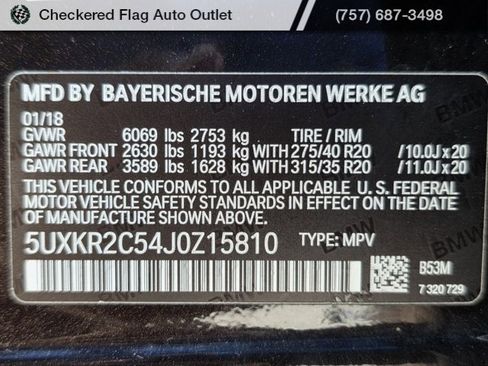 Checkered Flag Auto Outlet (757) 687-3498
MFD BY BAYERISCHE MOTOREN WERKE AG
01/18
GVWR 6069 lbs 2753 kg TIRE / RIM
GAWR FRONT 2630 lbs 1193 kg WITH 275/40 R20 /10.0J x 20
GAWR REAR 3589 lbs 1628 kg WITH 315/35 R20 /11.0J x 20
THIS VEHICLE CONFORMS TO ALL APPLICABLE U. S. FEDERAL
MOTOR VEHICLE SAFETY STANDARDS IN EFFECT ON THE
DATE OF MANUFACTURE SHOWN ABOVE.
5UXKR2C54J0Z15810 TYPE: MPV
B53M
7 320 729
BMW